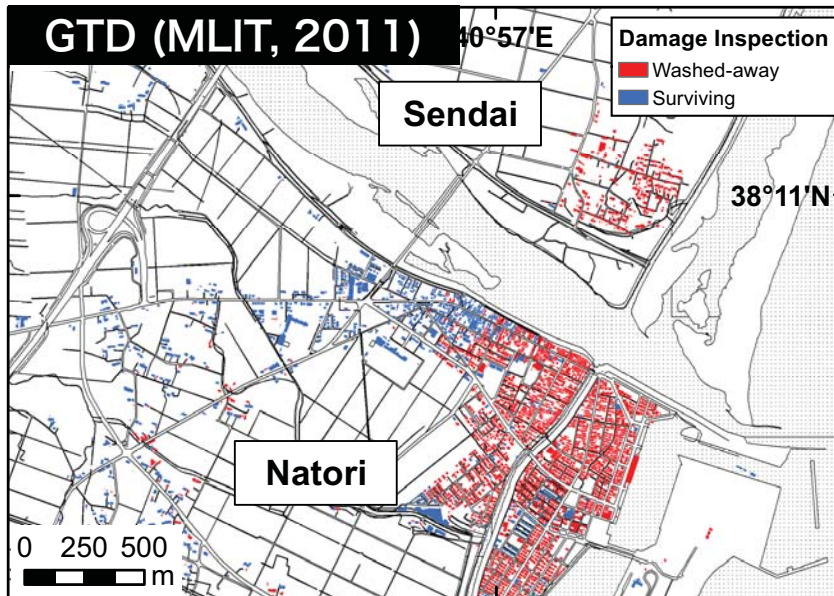 GTD (MLIT, 2011)
40°57'E
Damage Inspection
Washed-away
Surviving
Sendai
38°11'N
Natori
0 250 500
m